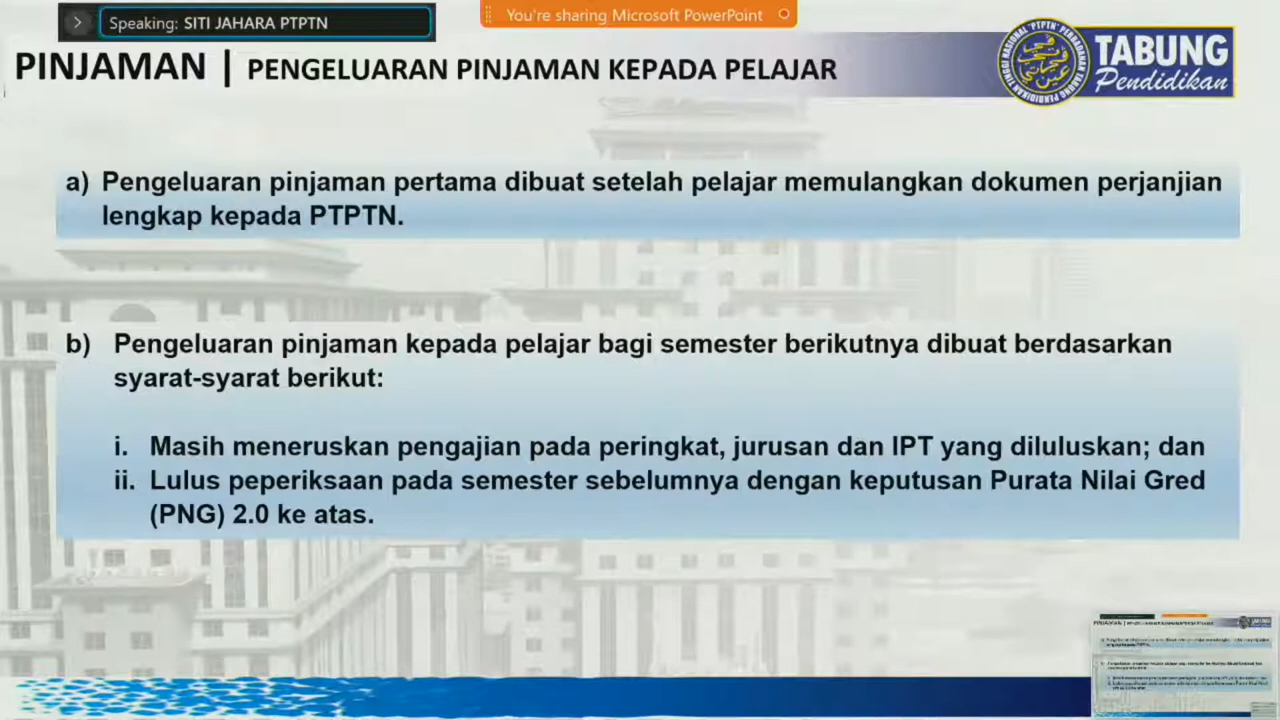 Speaking: SITI JAHARA PTPTN
You're sharing Microsoft PowerPoint
PINJAMAN | PENGELUARAN PINJAMAN KEPADA PELAJAR
TABUNG
Pendidikan
a) Pengeluaran pinjaman pertama dibuat setelah pelajar memulangkan dokumen perjanjian
lengkap kepada PTPTN.
b) Pengeluaran pinjaman kepada pelajar bagi semester berikutnya dibuat berdasarkan
syarat-syarat berikut:
i. Masih meneruskan pengajian pada peringkat, jurusan dan IPT yang diluluskan; dan
ii. Lulus peperiksaan pada semester sebelumnya dengan keputusan Purata Nilai Gred
(PNG) 2.0 ke atas.